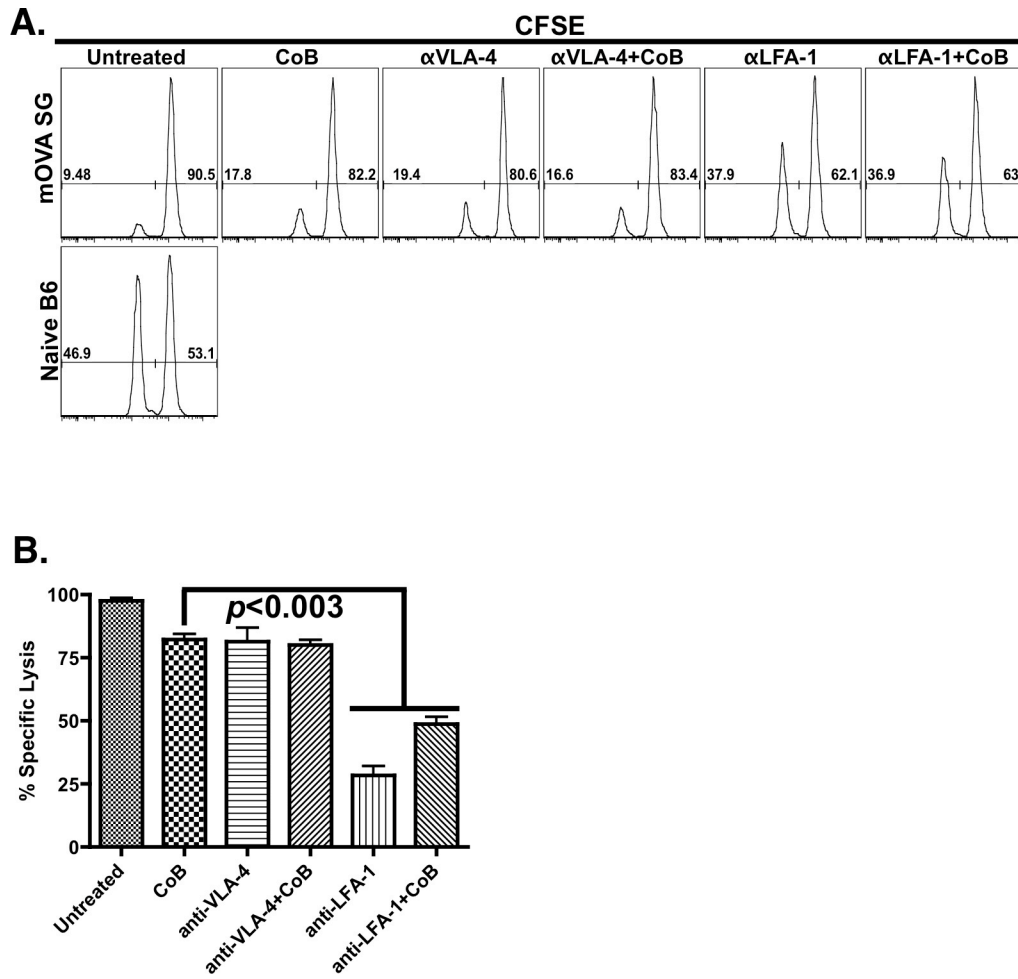 A.
CFSE
Untreated CoB αVLA-4 αVLA-4+CoB αLFA-1 αLFA-1+CoB
mOVA SG
9.48 90.5 17.8 82.2 19.4 80.6 16.6 83.4 37.9 62.1 36.9 63
Naive B6
46.9 53.1
B.
p<0.003
% Specific Lysis
100
75
50
25
0
Untreated
CoB
anti-VLA-4
anti-VLA-4+CoB
anti-LFA-1
anti-LFA-1+CoB